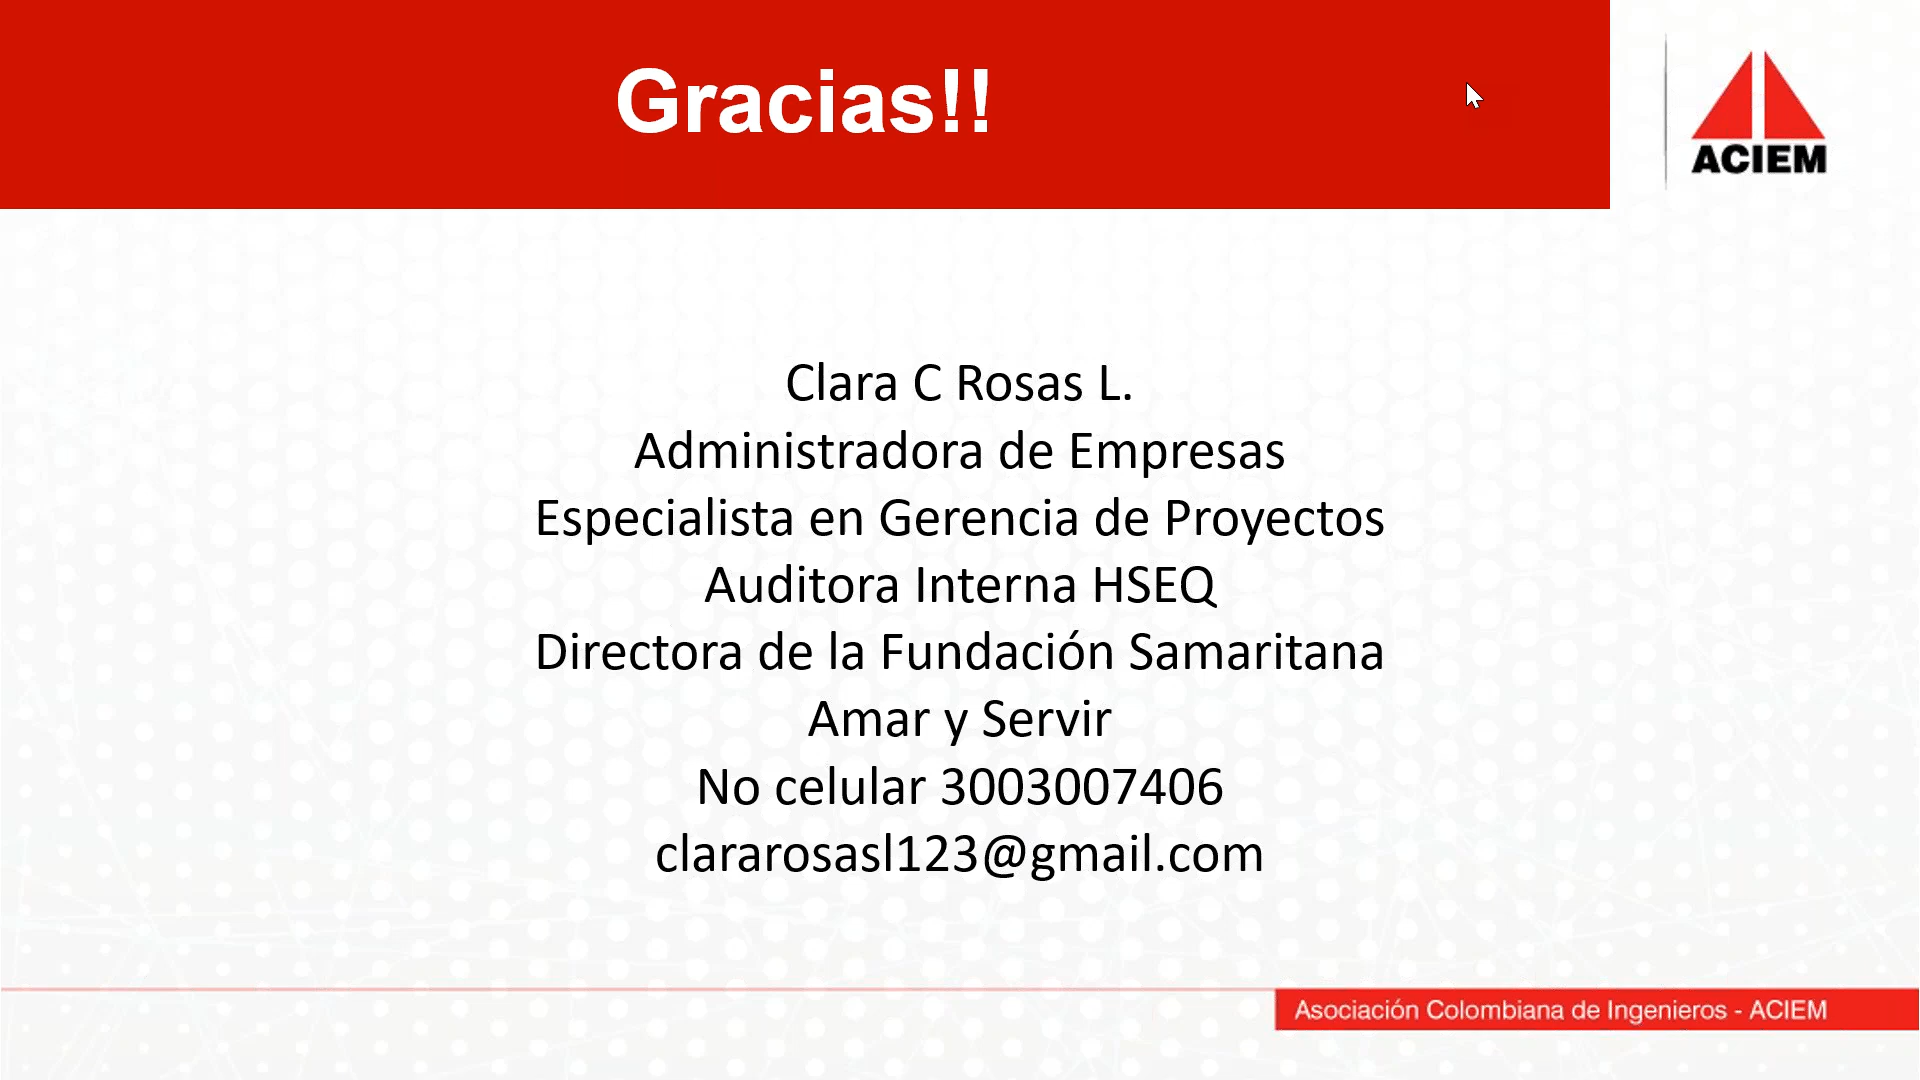 Gracias!!
ACIEM
Clara C Rosas L.
Administradora de Empresas
Especialista en Gerencia de Proyectos
Auditora Interna HSEQ
Directora de la Fundación Samaritana
Amar y Servir
No celular 3003007406
clararosasl123@gmail.com
Asociación Colombiana de Ingenieros - ACIEM